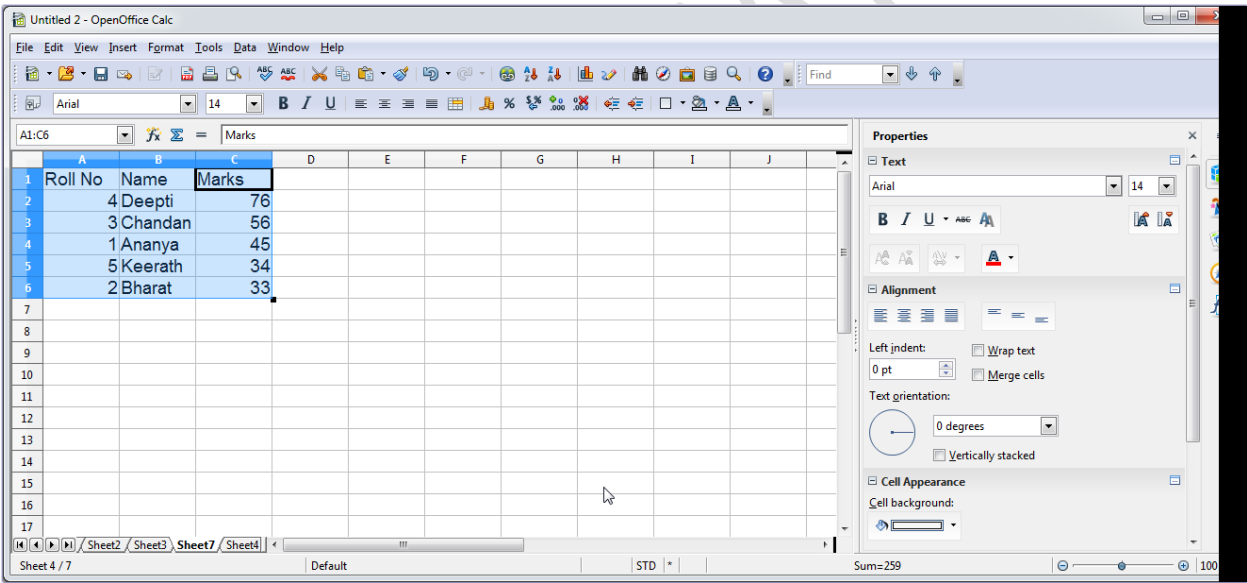 Untitled 2 - OpenOffice Calc
File Edit View Insert Format Tools Data Window Help
Find
Arial 14 B I U
A1:C6 = Marks
A B C D E F G H I J
1 Roll No Name Marks
2 4 Deepti 76
3 3 Chandan 56
4 1 Ananya 45
5 5 Keerath 34
6 2 Bharat 33
7
8
9
10
11
12
13
14
15
16
17
Sheet2 Sheet3 Sheet7 Sheet4
Sheet 4 / 7 Default STD * Sum=259 100
Properties
Text
Arial 14
B I U ABC
Alignment
Left indent:
Wrap text
0 pt
Merge cells
Text orientation:
0 degrees
Vertically stacked
Cell Appearance
Cell background: